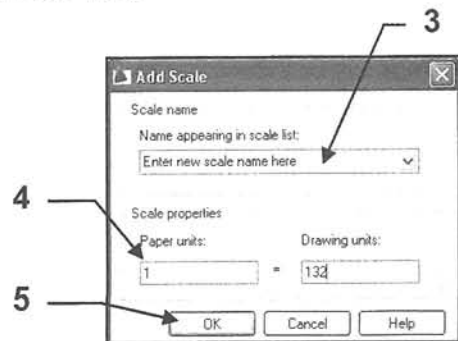 3
Add Scale
Scale name
Name appearing in scale list:
Enter new scale name here
4
Scale properties
Paper units:
Drawing units:
1
=
132
5
OK
Cancel
Help